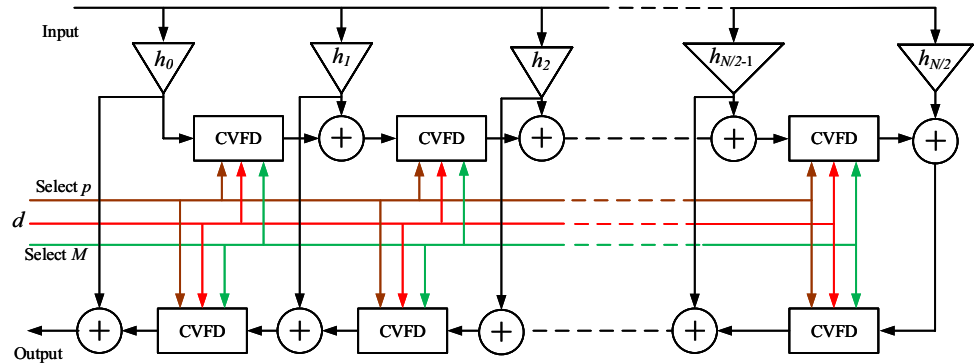 Input
h0 h1 h2 hN/2-1 hN/2
CVFD + CVFD + + CVFD +
Select p
d
Select M
+ CVFD + CVFD + + CVFD
Output